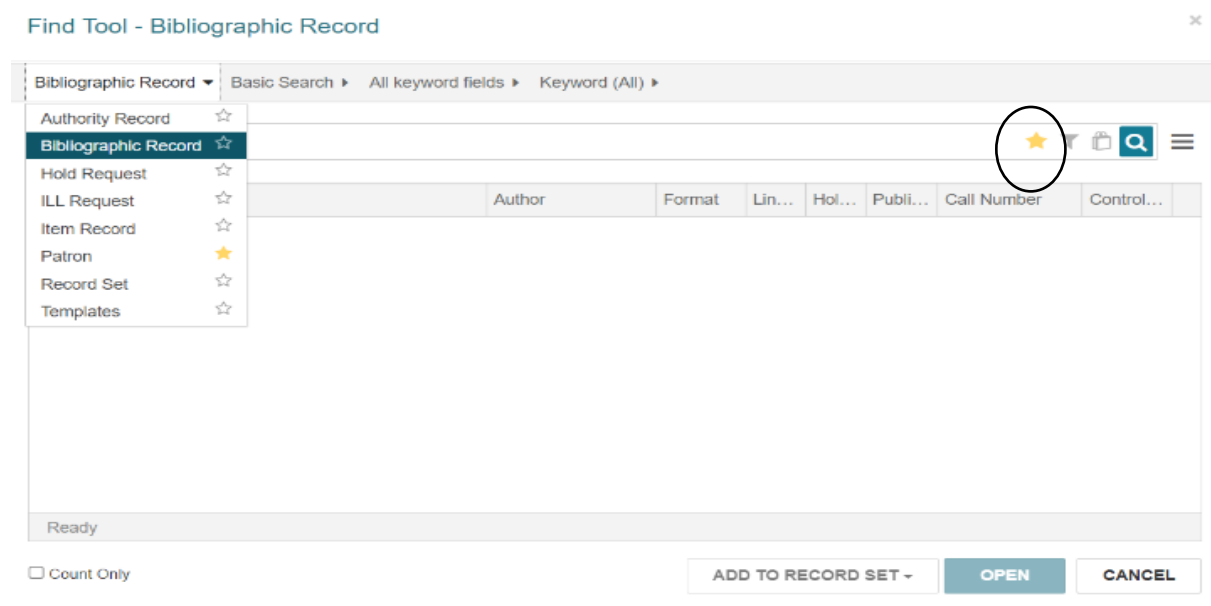 Find Tool - Bibliographic Record ×
Bibliographic Record Basic Search All keyword fields Keyword (All)
Authority Record
Bibliographic Record
Hold Request
ILL Request
Item Record
Patron
Record Set
Templates
Author Format Lin... Hol... Publi... Call Number Control...
Ready
Count Only ADD TO RECORD SET OPEN CANCEL